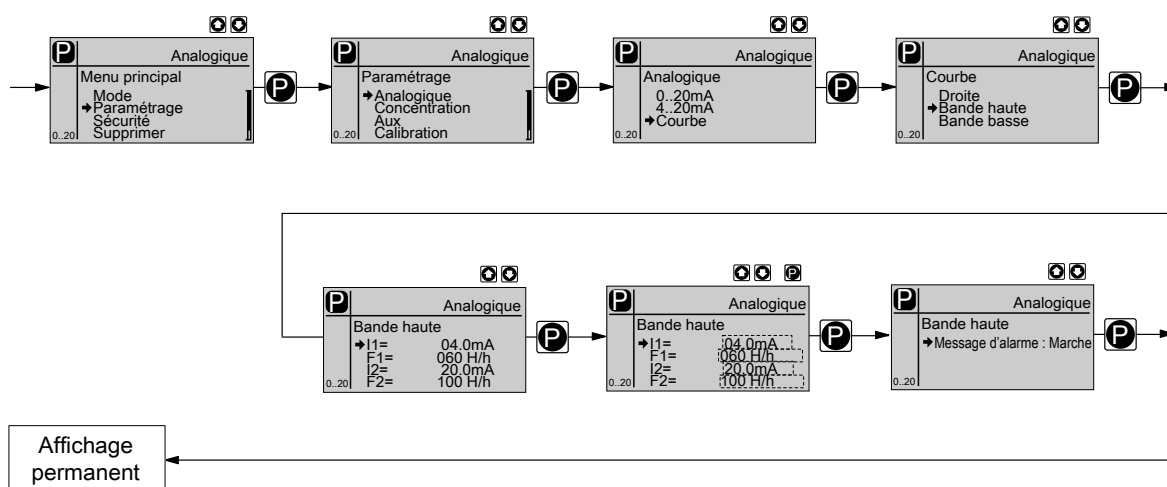 P
Analogique
Menu principal
Mode
➔Paramétrage
Sécurité
Supprimer
0..20
P
P
Analogique
Paramétrage
➔Analogique
Concentration
Aux
Calibration
0..20
P
P
Analogique
Analogique
0..20mA
4..20mA
➔Courbe
0..20
P
P
Analogique
Courbe
Droite
➔Bande haute
Bande basse
0..20
P
P
Analogique
Bande haute
➔I1= 04.0mA
F1= 060 H/h
I2= 20.0mA
F2= 100 H/h
0..20
P
P
P
Analogique
Bande haute
➔I1= 04.0mA
F1= 060 H/h
I2= 20.0mA
F2= 100 H/h
0..20
P
P
Analogique
Bande haute
➔Message d'alarme : Marche
0..20
P
Affichage
permanent